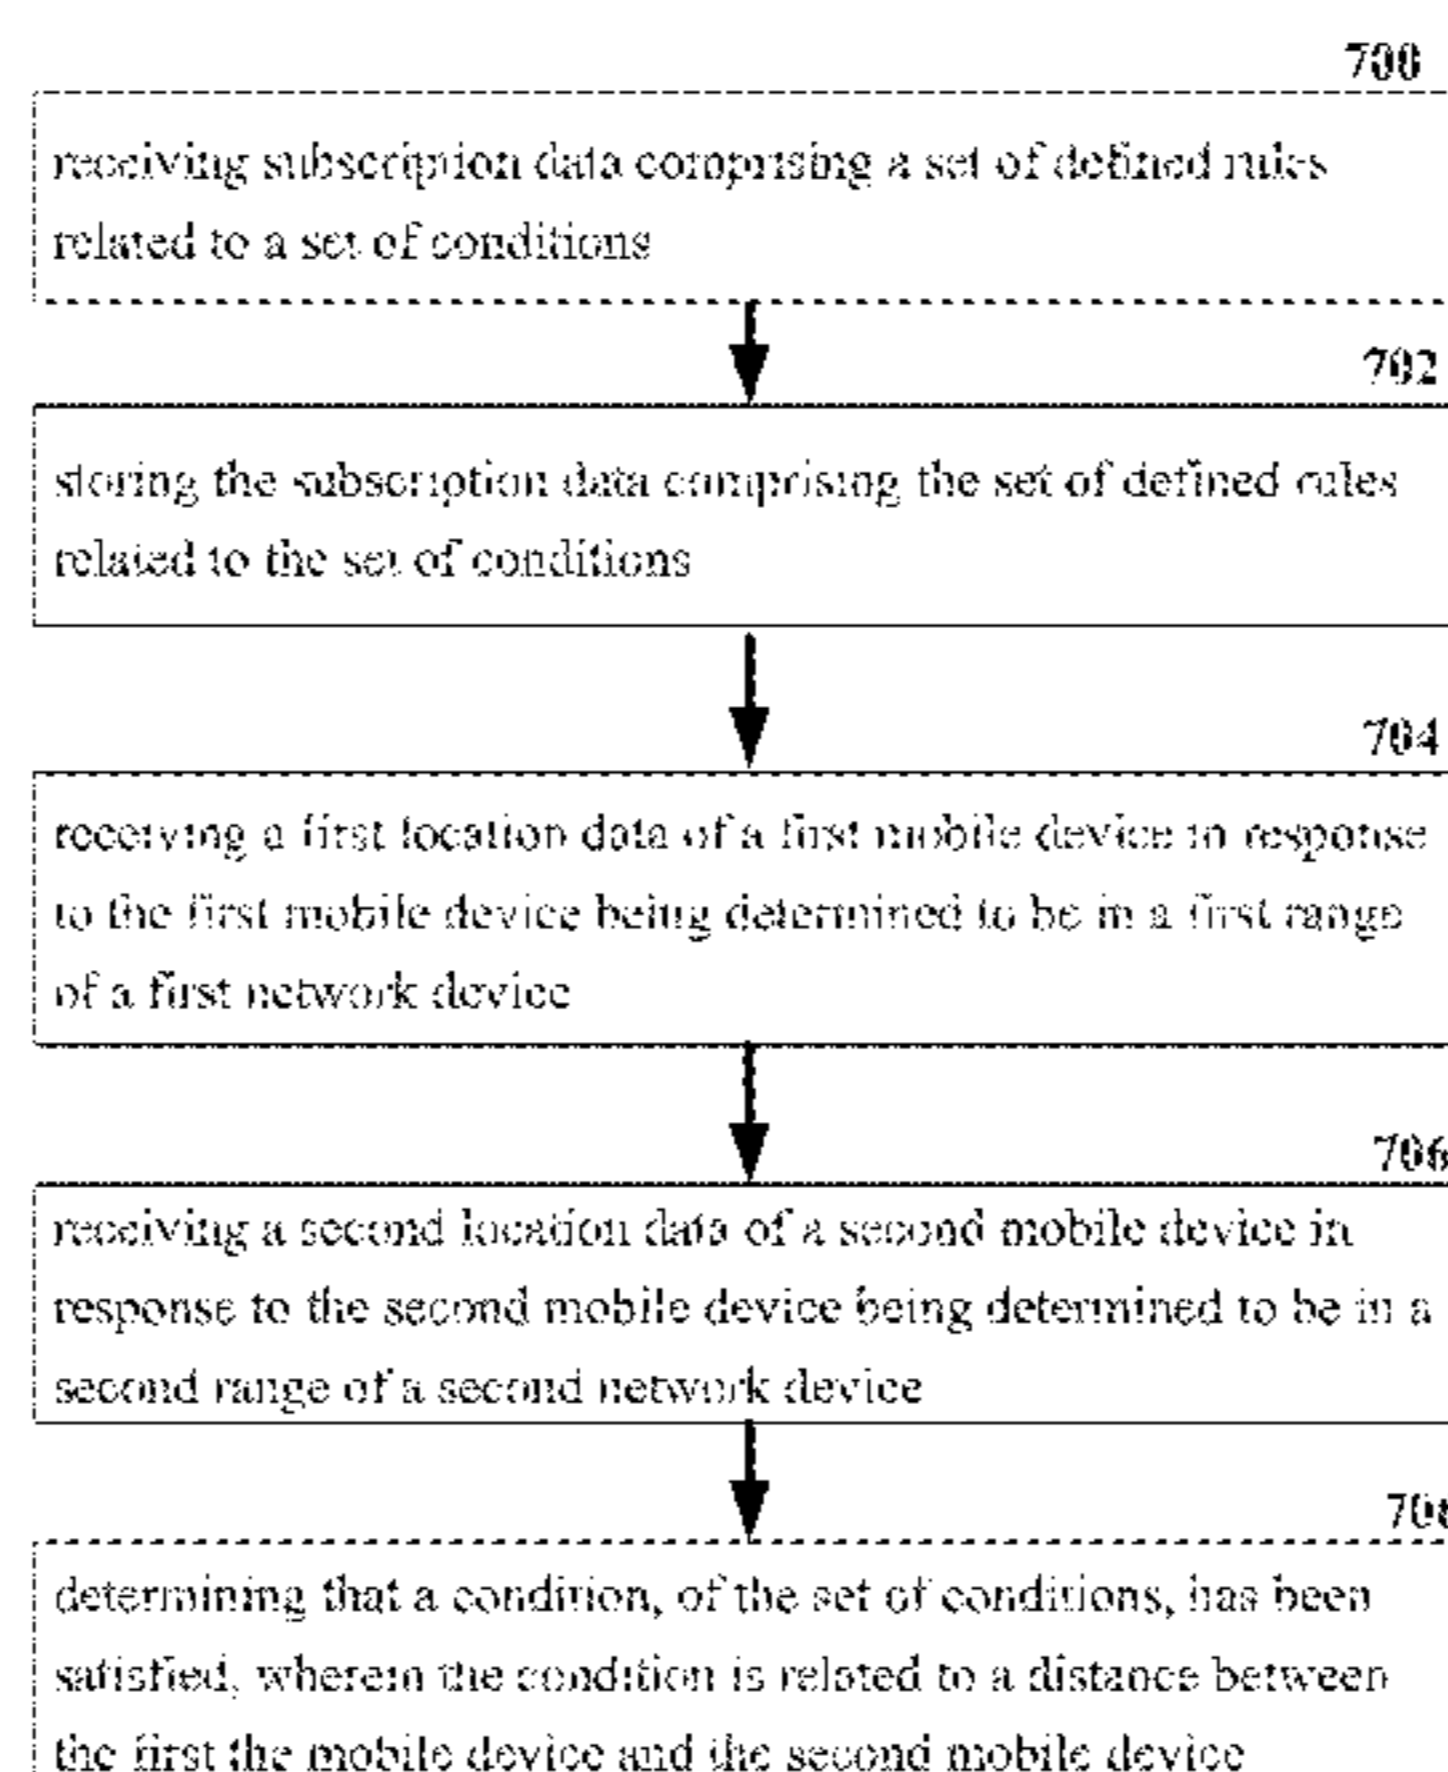 700
receiving subscription data comprising a set of defined rules
related to a set of conditions
702
storing the subscription data comprising the set of defined rules
related to the set of conditions
704
receiving a first location data of a first mobile device in response
to the first mobile device being determined to be in a first range
of a first network device
706
receiving a second location data of a second mobile device in
response to the second mobile device being determined to be in a
second range of a second network device
determining that a condition, of the set of conditions, has been
satisfied, wherein the condition is related to a distance between
the first the mobile device and the second mobile device